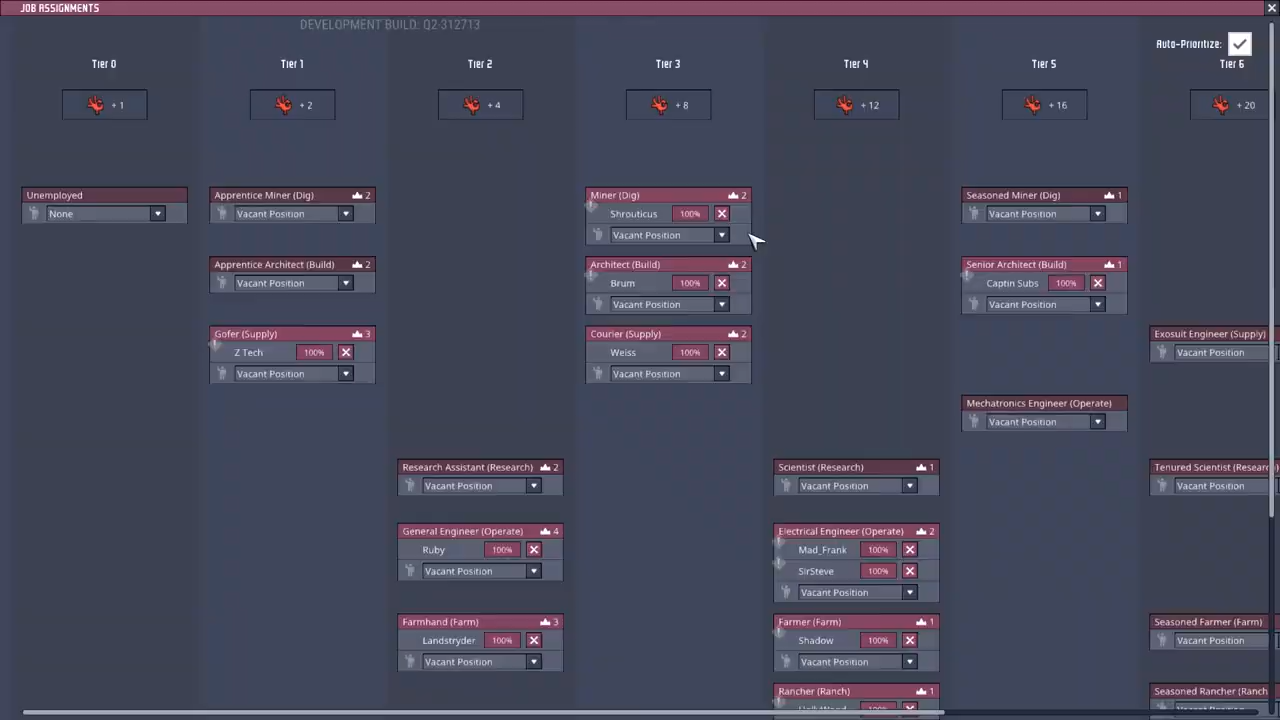 JOB ASSIGNMENTS
DEVELOPMENT BUILD: Q2-312713
Auto-Prioritize:
Tier 0
Tier 1
Tier 2
Tier 3
Tier 4
Tier 5
Tier 6
+ 1
+ 2
+ 4
+ 8
+ 12
+ 16
+ 20
Unemployed
None
Apprentice Miner (Dig) 2
Vacant Position
Miner (Dig) 2
Shrouticus 100%
Vacant Position
Seasoned Miner (Dig) 1
Vacant Position
Apprentice Architect (Build) 2
Vacant Position
Architect (Build) 2
Brum 100%
Vacant Position
Senior Architect (Build) 1
Captin Subs 100%
Vacant Position
Gofer (Supply) 3
Z Tech 100%
Vacant Position
Courier (Supply) 2
Weiss 100%
Vacant Position
Exosuit Engineer (Supply)
Vacant Position
Mechatronics Engineer (Operate)
Vacant Position
Research Assistant (Research) 2
Vacant Position
Scientist (Research) 1
Vacant Position
Tenured Scientist (Research)
Vacant Position
General Engineer (Operate) 4
Ruby 100%
Vacant Position
Electrical Engineer (Operate) 2
Mad_Frank 100%
SirSteve 100%
Vacant Position
Farmhand (Farm) 3
Landstryder 100%
Vacant Position
Farmer (Farm) 1
Shadow 100%
Vacant Position
Seasoned Farmer (Farm)
Vacant Position
Rancher (Ranch) 1
Seasoned Rancher (Ranch